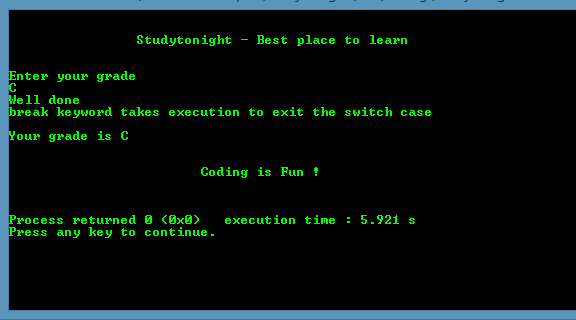 Studytonight - Best place to learn
Enter your grade
C
Well done
break keyword takes execution to exit the switch case
Your grade is C
Coding is Fun !
Process returned 0 (0x0)   execution time : 5.921 s
Press any key to continue.